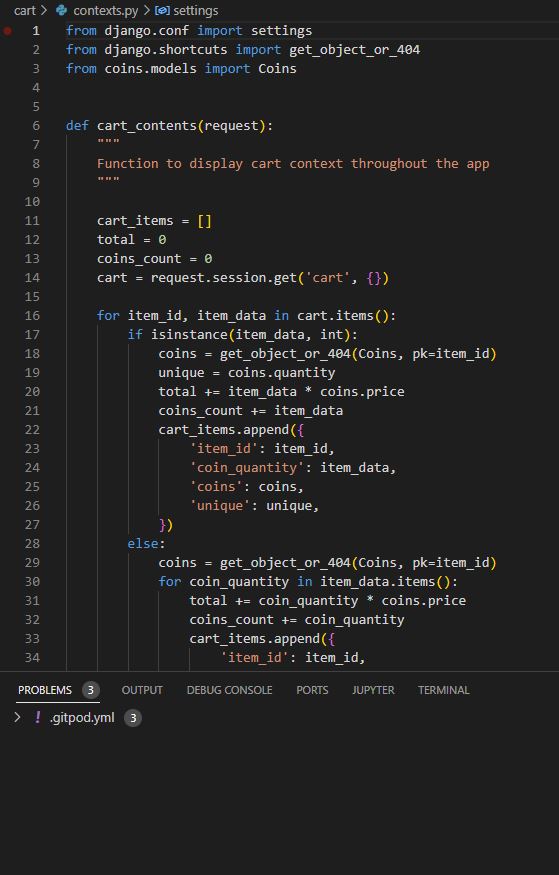 cart > contexts.py > settings
1 from django.conf import settings
2 from django.shortcuts import get_object_or_404
3 from coins.models import Coins
4
5
6 def cart_contents(request):
7     """
8     Function to display cart context throughout the app
9     """
10
11     cart_items = []
12     total = 0
13     coins_count = 0
14     cart = request.session.get('cart', {})
15
16     for item_id, item_data in cart.items():
17         if isinstance(item_data, int):
18             coins = get_object_or_404(Coins, pk=item_id)
19             unique = coins.quantity
20             total += item_data * coins.price
21             coins_count += item_data
22             cart_items.append({
23                 'item_id': item_id,
24                 'coin_quantity': item_data,
25                 'coins': coins,
26                 'unique': unique,
27             })
28         else:
29             coins = get_object_or_404(Coins, pk=item_id)
30             for coin_quantity in item_data.items():
31                 total += coin_quantity * coins.price
32                 coins_count += coin_quantity
33                 cart_items.append({
34                     'item_id': item_id,
PROBLEMS 3 OUTPUT DEBUG CONSOLE PORTS JUPYTER TERMINAL
> ! .gitpod.yml 3